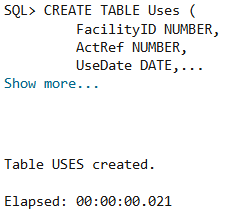 SQL> CREATE TABLE Uses (
FacilityID NUMBER,
ActRef NUMBER,
UseDate DATE,...
Show more...
Table USES created.
Elapsed: 00:00:00.021